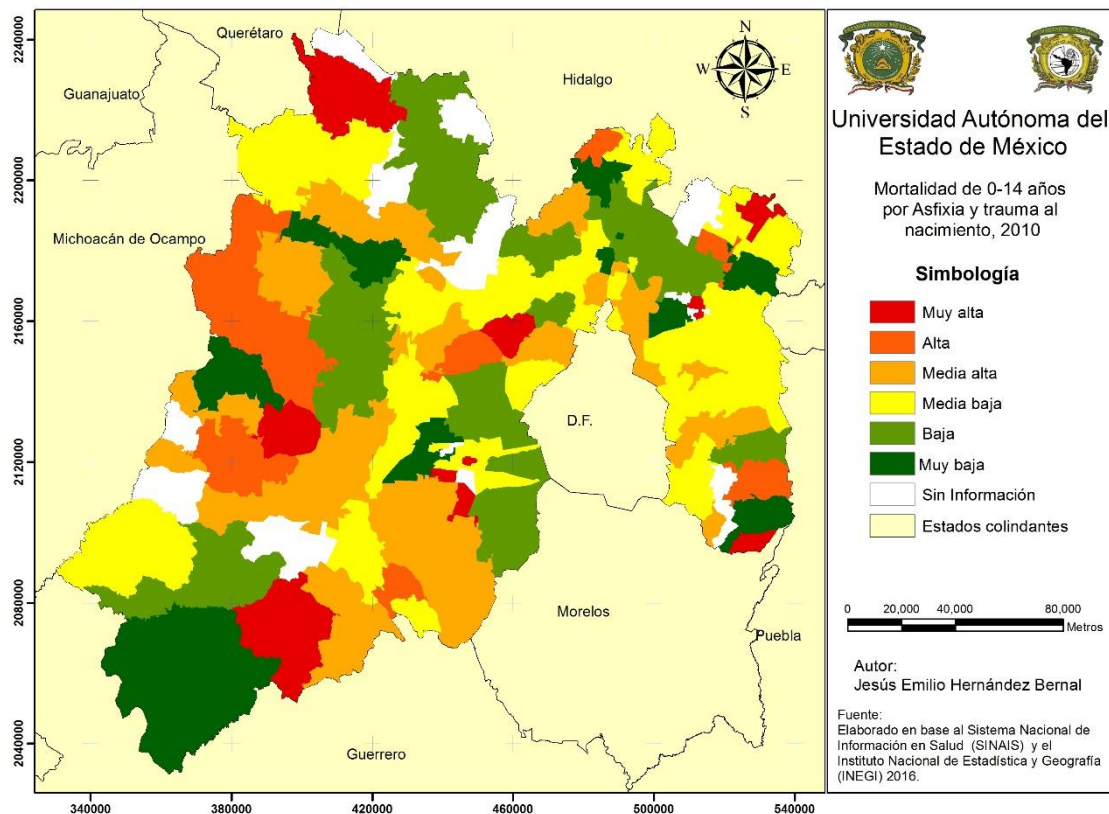 2240000
2200000
2160000
2120000
2080000
2040000
340000
380000
420000
460000
500000
540000
Querétaro
Guanajuato
Hidalgo
Michoacán de Ocampo
D.F.
Morelos
Puebla
Guerrero
N
W
E
S
Universidad Autónoma del
Estado de México
Mortalidad de 0-14 años
por Asfixia y trauma al
nacimiento, 2010
Simbología
Muy alta
Alta
Media alta
Media baja
Baja
Muy baja
Sin Información
Estados colindantes
0
20,000
40,000
80,000
Metros
Autor:
Jesús Emilio Hernández Bernal
Fuente:
Elaborado en base al Sistema Nacional de
Información en Salud (SINAIS) y el
Instituto Nacional de Estadística y Geografía
(INEGI) 2016.